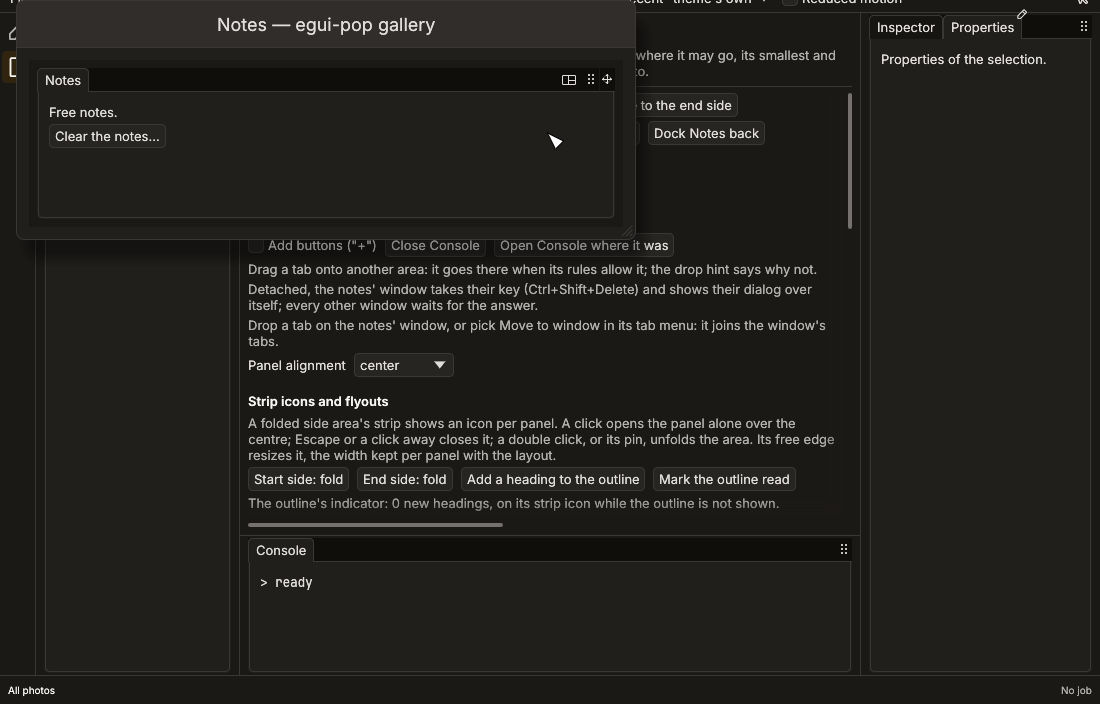 theme's own
Reduced motion
Notes — egui-pop gallery
Inspector
Properties
Properties of the selection.
where it may go, its smallest and
to.
to the end side
Dock Notes back
Notes
Free notes.
Clear the notes...
Add buttons ("+")
Close Console
Open Console where it was
Drag a tab onto another area: it goes there when its rules allow it; the drop hint says why not.
Detached, the notes' window takes their key (Ctrl+Shift+Delete) and shows their dialog over
itself; every other window waits for the answer.
Drop a tab on the notes' window, or pick Move to window in its tab menu: it joins the window's
tabs.
Panel alignment
center
Strip icons and flyouts
A folded side area's strip shows an icon per panel. A click opens the panel alone over the
centre; Escape or a click away closes it; a double click, or its pin, unfolds the area. Its free edge
resizes it, the width kept per panel with the layout.
Start side: fold
End side: fold
Add a heading to the outline
Mark the outline read
The outline's indicator: 0 new headings, on its strip icon while the outline is not shown.
Console
> ready
All photos
No job